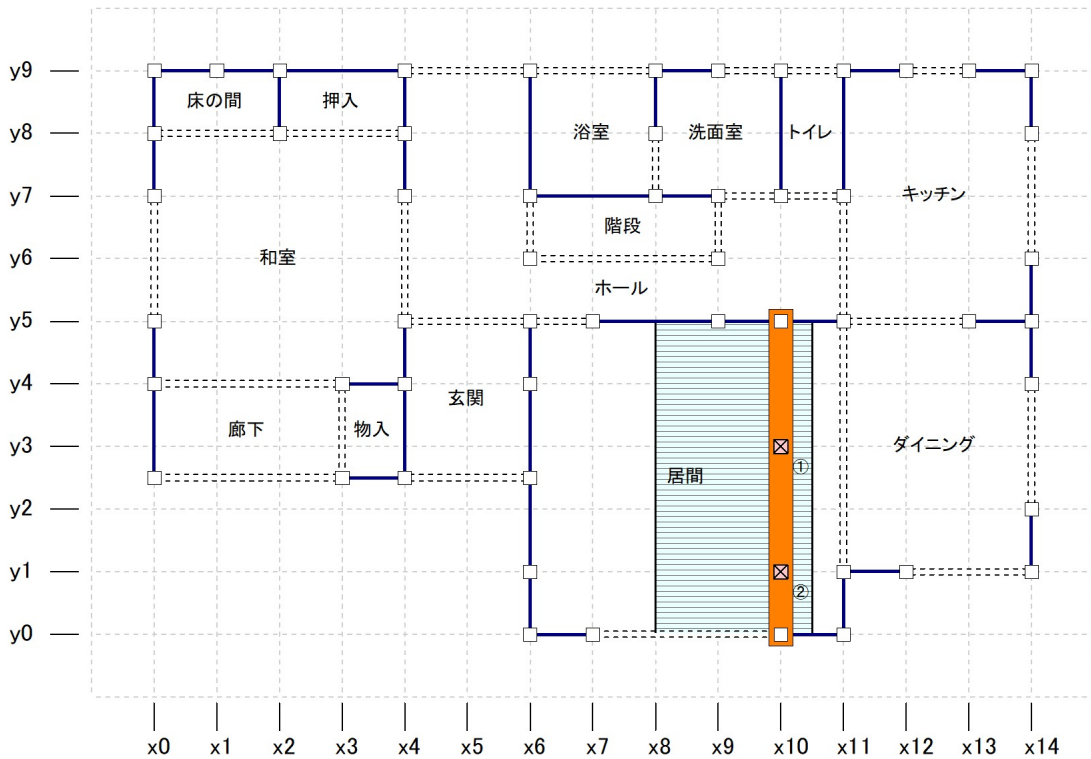 y9
床の間 押入
y8
浴室 洗面室 トイレ
y7
キッチン
階段
y6
和室
ホール
y5
y4
玄関
廊下 物入
y3
ダイニング
居間 ①
y2
y1
②
y0
x0 x1 x2 x3 x4 x5 x6 x7 x8 x9 x10 x11 x12 x13 x14